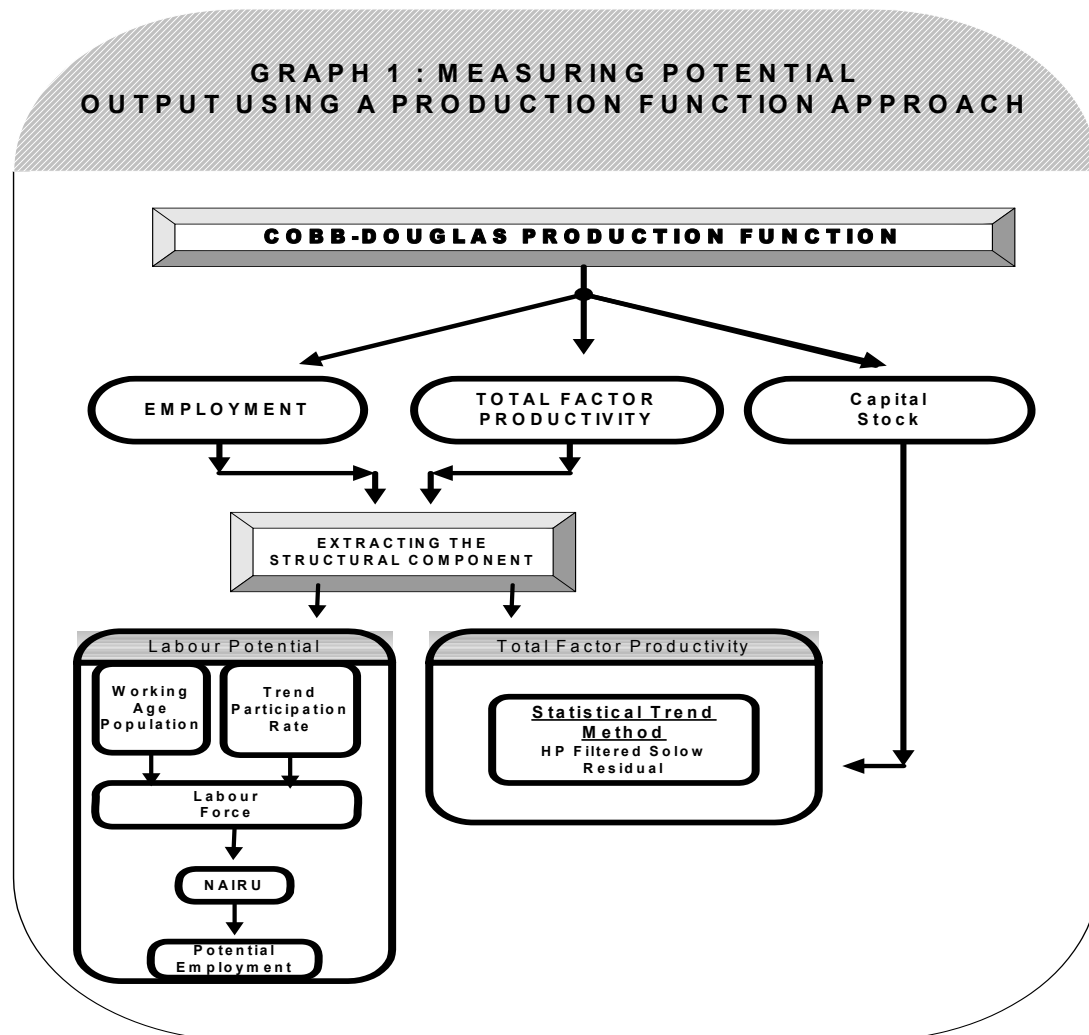 GRAPH 1 : MEASURING POTENTIAL
OUTPUT USING A PRODUCTION FUNCTION APPROACH
COBB-DOUGLAS PRODUCTION FUNCTION
EMPLOYMENT
TOTAL FACTOR
PRODUCTIVITY
Capital
Stock
EXTRACTING THE
STRUCTURAL COMPONENT
Labour Potential
Working
Age
Population
Trend
Participation
Rate
Labour
Force
NAIRU
Potential
Employment
Total Factor Productivity
Statistical Trend
Method
HP Filtered Solow
Residual